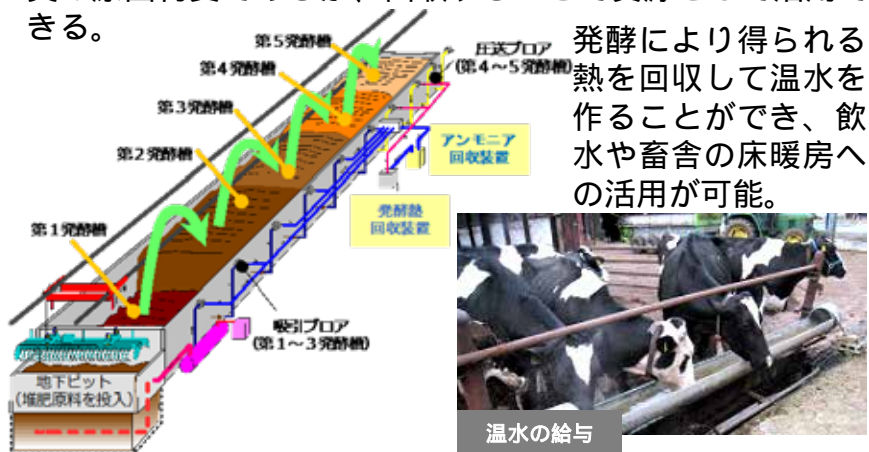 きる。
発酵により得られる
熱を回収して温水を
作ることができ、飲
水や畜舎の床暖房へ
の活用が可能。
第5発酵槽
第4発酵槽
第3発酵槽
第2発酵槽
第1発酵槽
圧送ブロア
(第4~5発酵槽)
アンモニア
回収装置
発酵熱
回収装置
吸引ブロア
(第1~3発酵槽)
地下ピット
(堆肥原料を投入)
温水の給与